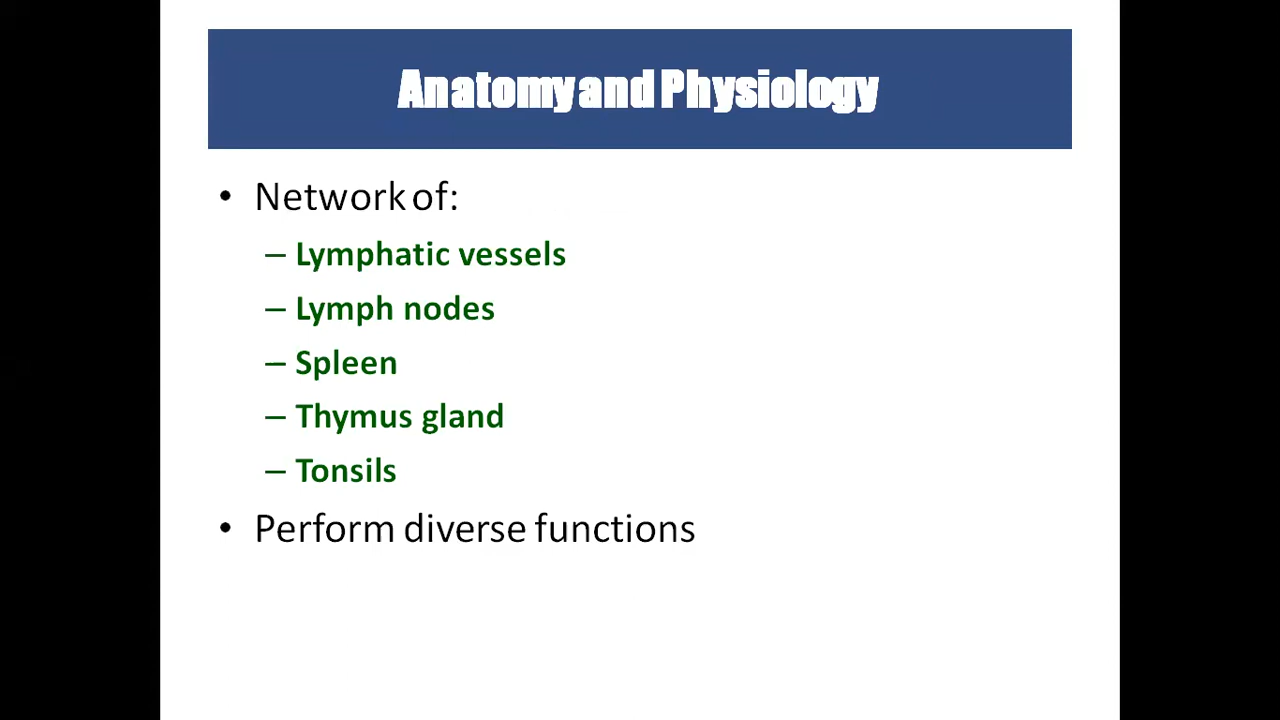 Anatomy and Physiology
• Network of:
– Lymphatic vessels
– Lymph nodes
– Spleen
– Thymus gland
– Tonsils
• Perform diverse functions